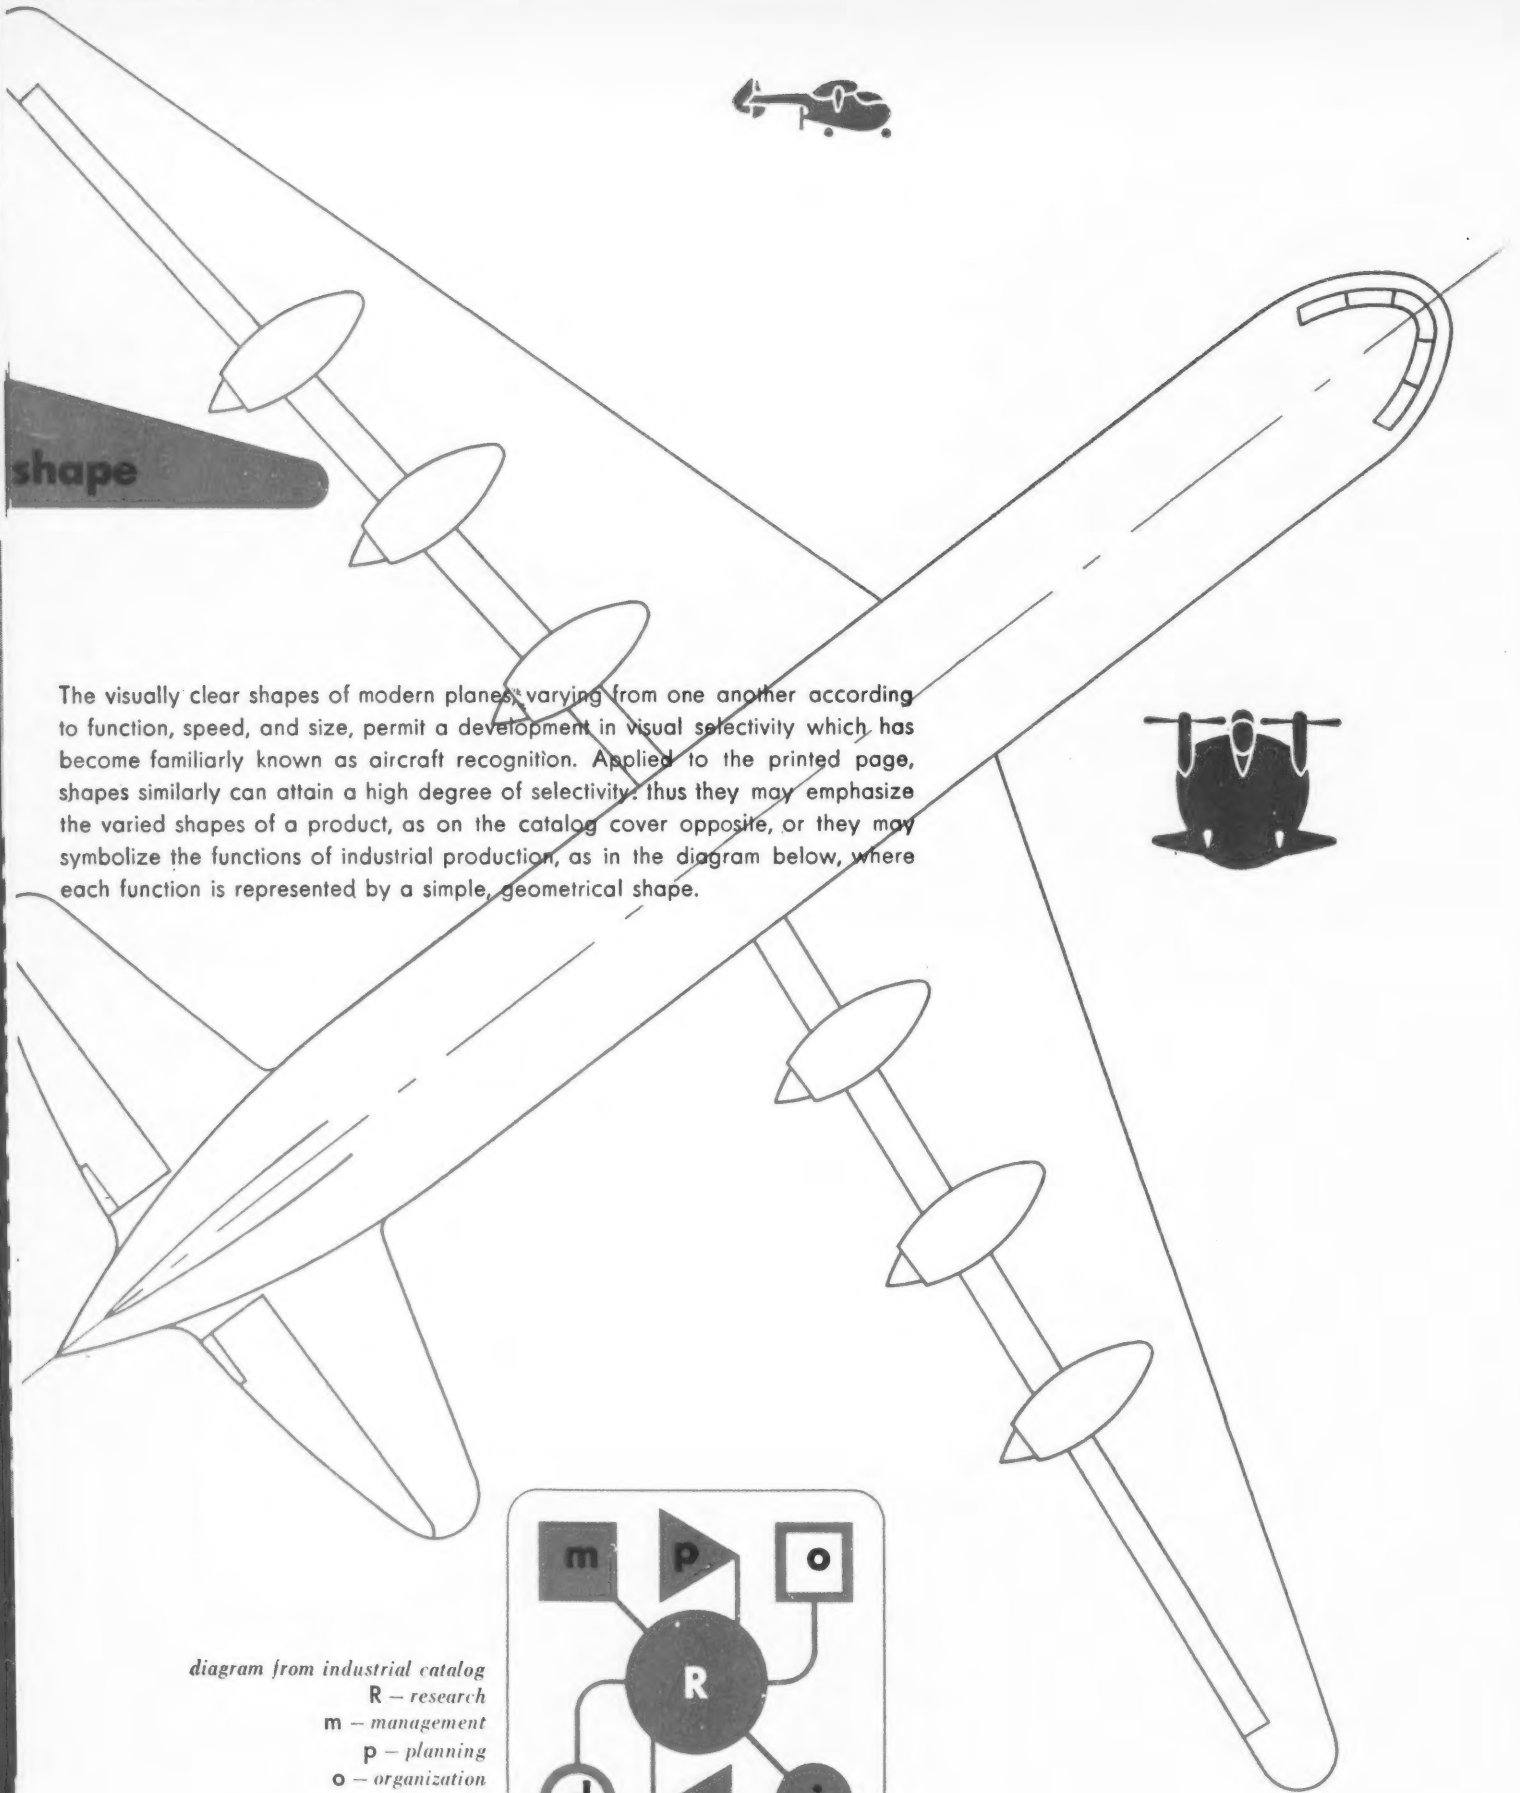 shape
The visually clear shapes of modern planes, varying from one another according
to function, speed, and size, permit a development in visual selectivity which has
become familiarly known as aircraft recognition. Applied to the printed page,
shapes similarly can attain a high degree of selectivity: thus they may emphasize
the varied shapes of a product, as on the catalog cover opposite, or they may
symbolize the functions of industrial production, as in the diagram below, where
each function is represented by a simple, geometrical shape.
m p o
R
diagram from industrial catalog
R – research
m – management
p – planning
o – organization